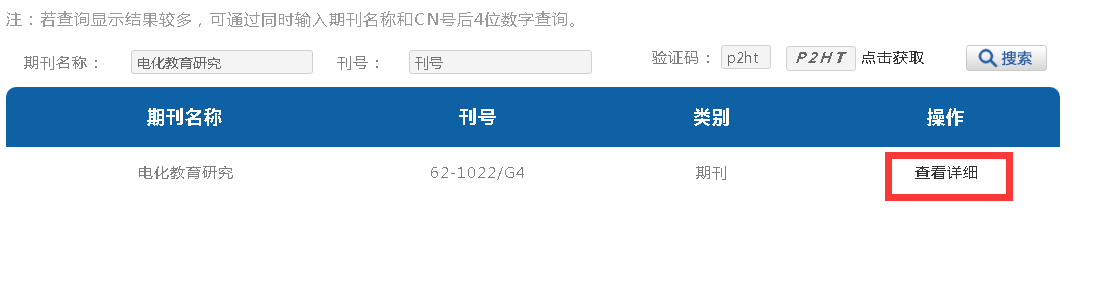 注：若查询显示结果较多，可通过同时输入期刊名称和CN号后4位数字查询。
期刊名称： 电化教育研究 刊号： 刊号 验证码： p2ht P2HT 点击获取 搜索
期刊名称 刊号 类别 操作
电化教育研究 62-1022/G4 期刊 查看详细